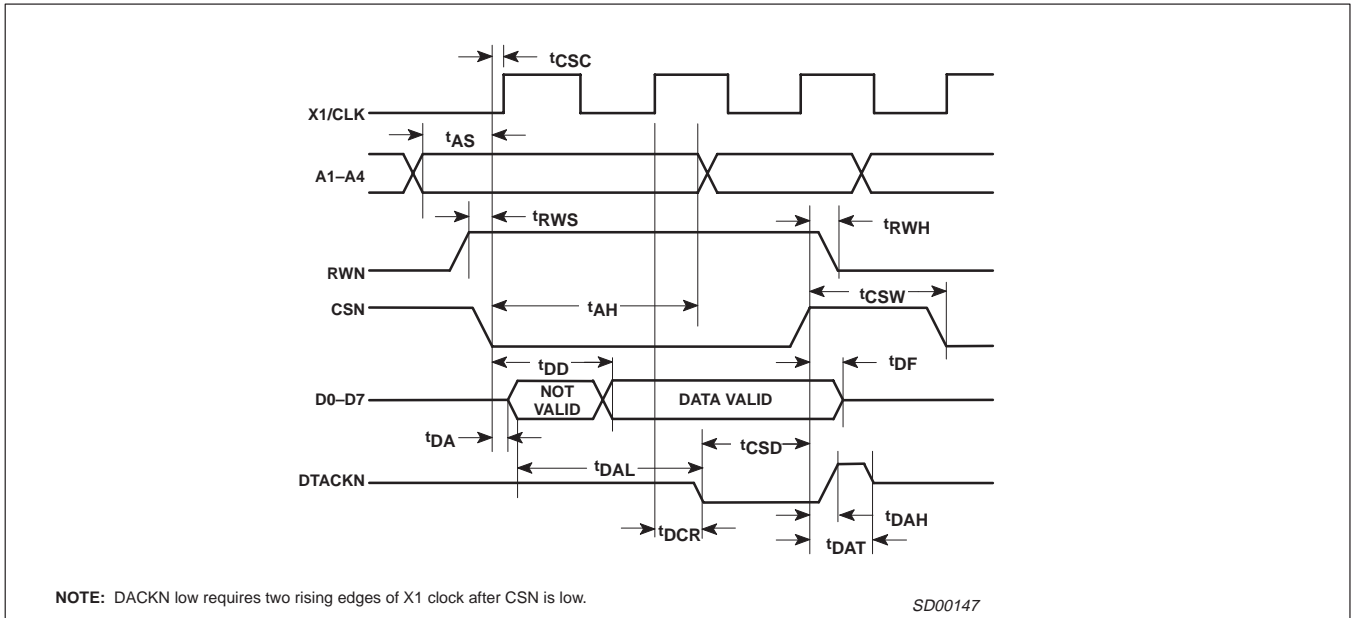 tCSC
X1/CLK
tAS
A1–A4
tRWS
tRWH
RWN
CSN
tAH
tCSW
tDD
tDF
D0–D7
NOT
VALID
DATA VALID
tDA
tCSD
tDAL
DTACKN
tDCR
tDAH
tDAT
NOTE: DACKN low requires two rising edges of X1 clock after CSN is low.
SD00147